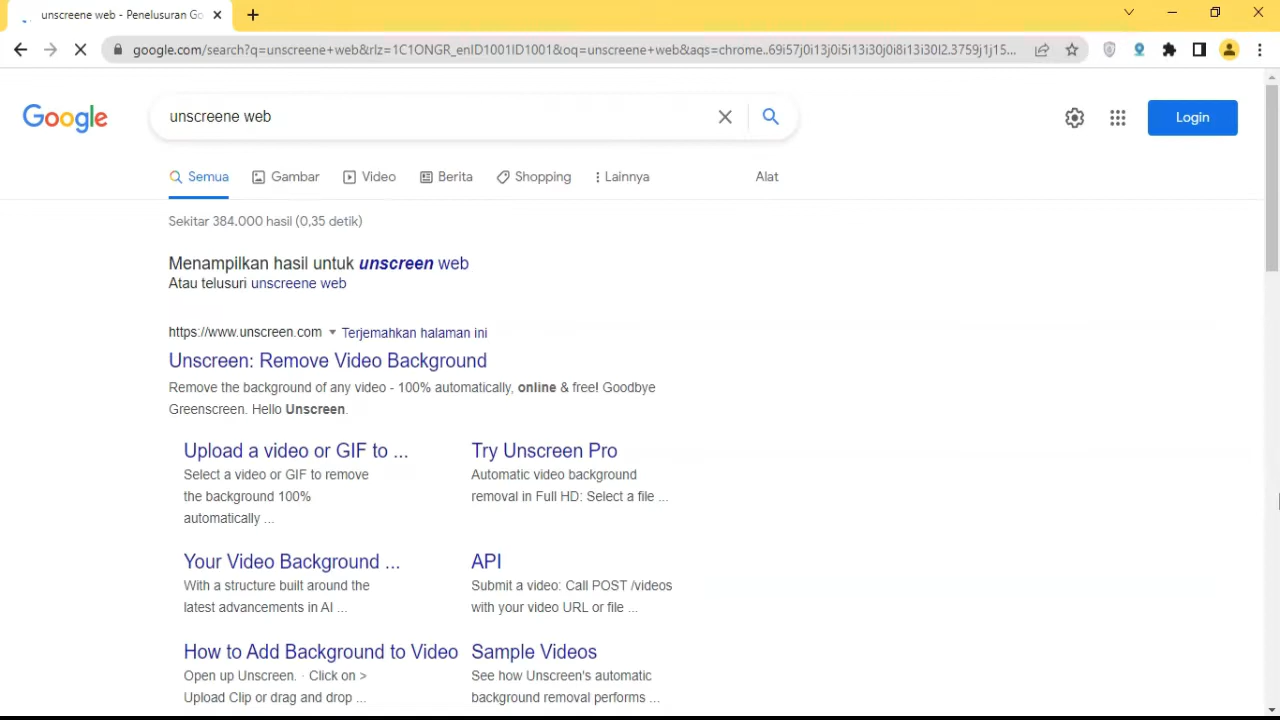 unscreene web - Penelusuran Go
google.com/search?q=unscreene+web&rlz=1C1ONGR_enID1001ID1001&oq=unscreene+web&aqs=chrome..69i57j0i13j0i5i13i30j0i8i13i30l2.3759j1j15...
Google
unscreene web
Login
Semua
Gambar
Video
Berita
Shopping
Lainnya
Alat
Sekitar 384.000 hasil (0,35 detik)
Menampilkan hasil untuk unscreen web
Atau telusuri unscreene web
https://www.unscreen.com
Terjemahkan halaman ini
Unscreen: Remove Video Background
Remove the background of any video - 100% automatically, online & free! Goodbye
Greenscreen. Hello Unscreen.
Upload a video or GIF to ...
Select a video or GIF to remove
the background 100%
automatically ...
Try Unscreen Pro
Automatic video background
removal in Full HD: Select a file ...
Your Video Background ...
With a structure built around the
latest advancements in AI ...
API
Submit a video: Call POST /videos
with your video URL or file ...
How to Add Background to Video
Open up Unscreen. · Click on >
Upload Clip or drag and drop ...
Sample Videos
See how Unscreen's automatic
background removal performs ...